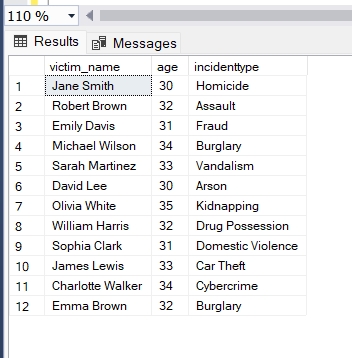 110 %
Results Messages
victim_name age incidenttype
1 Jane Smith 30 Homicide
2 Robert Brown 32 Assault
3 Emily Davis 31 Fraud
4 Michael Wilson 34 Burglary
5 Sarah Martinez 33 Vandalism
6 David Lee 30 Arson
7 Olivia White 35 Kidnapping
8 William Harris 32 Drug Possession
9 Sophia Clark 31 Domestic Violence
10 James Lewis 33 Car Theft
11 Charlotte Walker 34 Cybercrime
12 Emma Brown 32 Burglary